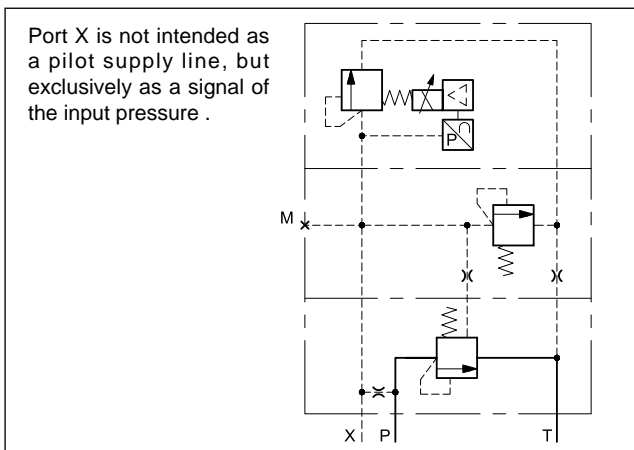 Port X is not intended as
a pilot supply line, but
exclusively as a signal of
the input pressure .
P
M
X P T